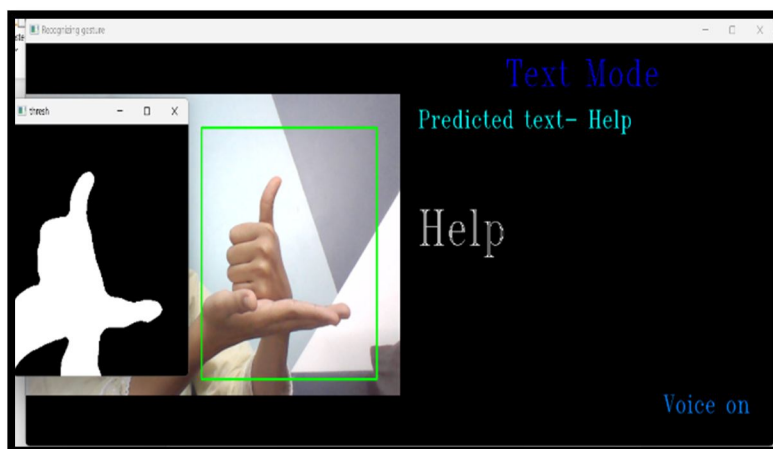 Recognizing gesture
Text Mode
thresh
Predicted text- Help
Help
Voice on